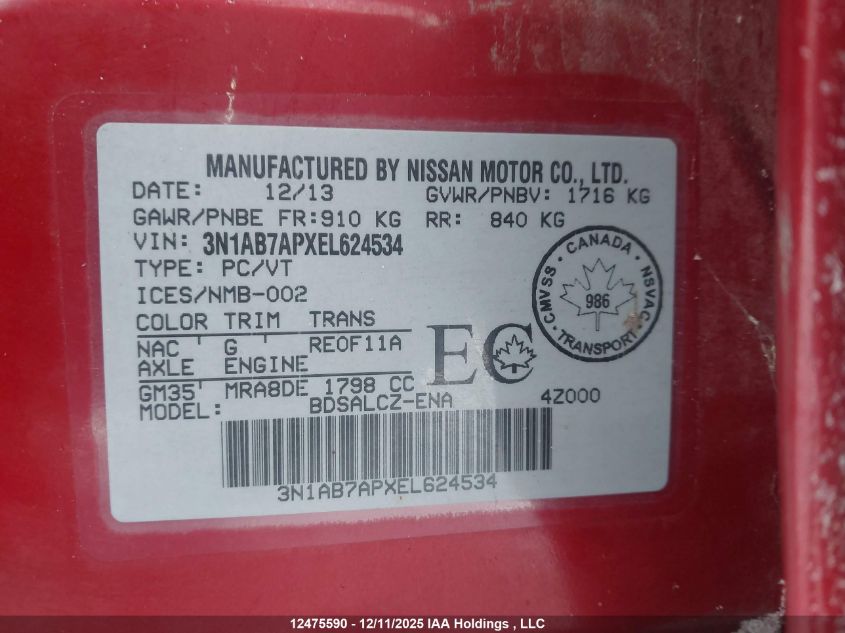 MANUFACTURED BY NISSAN MOTOR CO., LTD.
DATE: 12/13 GVWR/PNBV: 1716 KG
GAWR/PNBE FR:910 KG RR: 840 KG
VIN: 3N1AB7APXEL624534
TYPE: PC/VT
ICES/NMB-002
COLOR TRIM TRANS
NAC ' G ' RE0F11A
AXLE ENGINE
GM35' MRA8DE 1798 CC
MODEL: BDSALCZ-ENA 4Z000
EC
CANADA
CMVSS
NSVAC
986
TRANSPORT
3N1AB7APXEL624534
12475590 - 12/11/2025 IAA Holdings , LLC